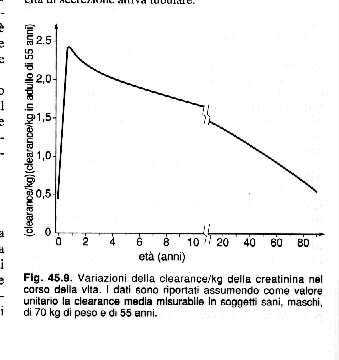 cità di secrezione attiva tubulare.
(clearance/kg)(clearance/kg in adulto di 55 anni)
2,5
2,0
1,5
1,0
0,5
0
0 2 4 6 8 10 20 40 60 80
età (anni)
Fig. 45.9. Variazioni della clearance/kg della creatinina nel
corso della vita. I dati sono riportati assumendo come valore
unitario la clearance media misurabile in soggetti sani, maschi,
di 70 kg di peso e di 55 anni.